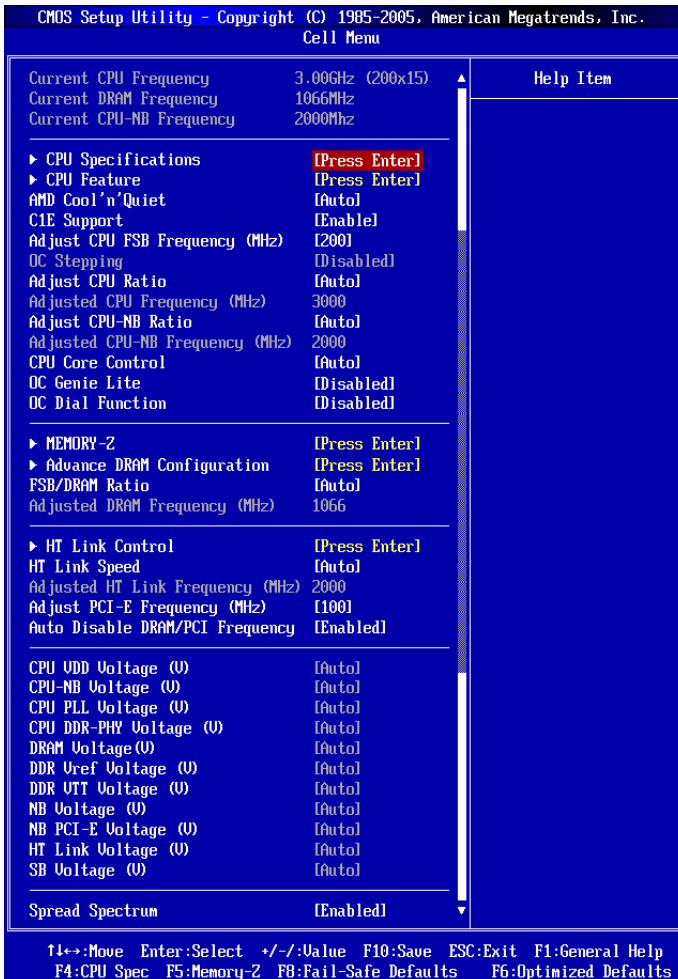 CMOS Setup Utility - Copyright (C) 1985-2005, American Megatrends, Inc.
Cell Menu
Current CPU Frequency 3.00GHz (200x15)
Current DRAM Frequency 1066MHz
Current CPU-NB Frequency 2000Mhz
Help Item
CPU Specifications [Press Enter]
CPU Feature [Press Enter]
AMD Cool'n'Quiet [Auto]
C1E Support [Enable]
Adjust CPU FSB Frequency (MHz) [200]
OC Stepping [Disabled]
Adjust CPU Ratio [Auto]
Adjusted CPU Frequency (MHz) 3000
Adjust CPU-NB Ratio [Auto]
Adjusted CPU-NB Frequency (MHz) 2000
CPU Core Control [Auto]
OC Genie Lite [Disabled]
OC Dial Function [Disabled]
MEMORY-Z [Press Enter]
Advance DRAM Configuration [Press Enter]
FSB/DRAM Ratio [Auto]
Adjusted DRAM Frequency (MHz) 1066
HT Link Control [Press Enter]
HT Link Speed [Auto]
Adjusted HT Link Frequency (MHz) 2000
Adjust PCI-E Frequency (MHz) [100]
Auto Disable DRAM/PCI Frequency [Enabled]
CPU VDD Voltage (V) [Auto]
CPU-NB Voltage (V) [Auto]
CPU PLL Voltage (V) [Auto]
CPU DDR-PHY Voltage (V) [Auto]
DRAM Voltage(V) [Auto]
DDR Vref Voltage (V) [Auto]
DDR VTT Voltage (V) [Auto]
NB Voltage (V) [Auto]
NB PCI-E Voltage (V) [Auto]
HT Link Voltage (V) [Auto]
SB Voltage (V) [Auto]
Spread Spectrum [Enabled]
↑↓↔:Move Enter:Select +/-/:Value F10:Save ESC:Exit F1:General Help
F4:CPU Spec F5:Memory-Z F8:Fail-Safe Defaults F6:Optimized Defaults